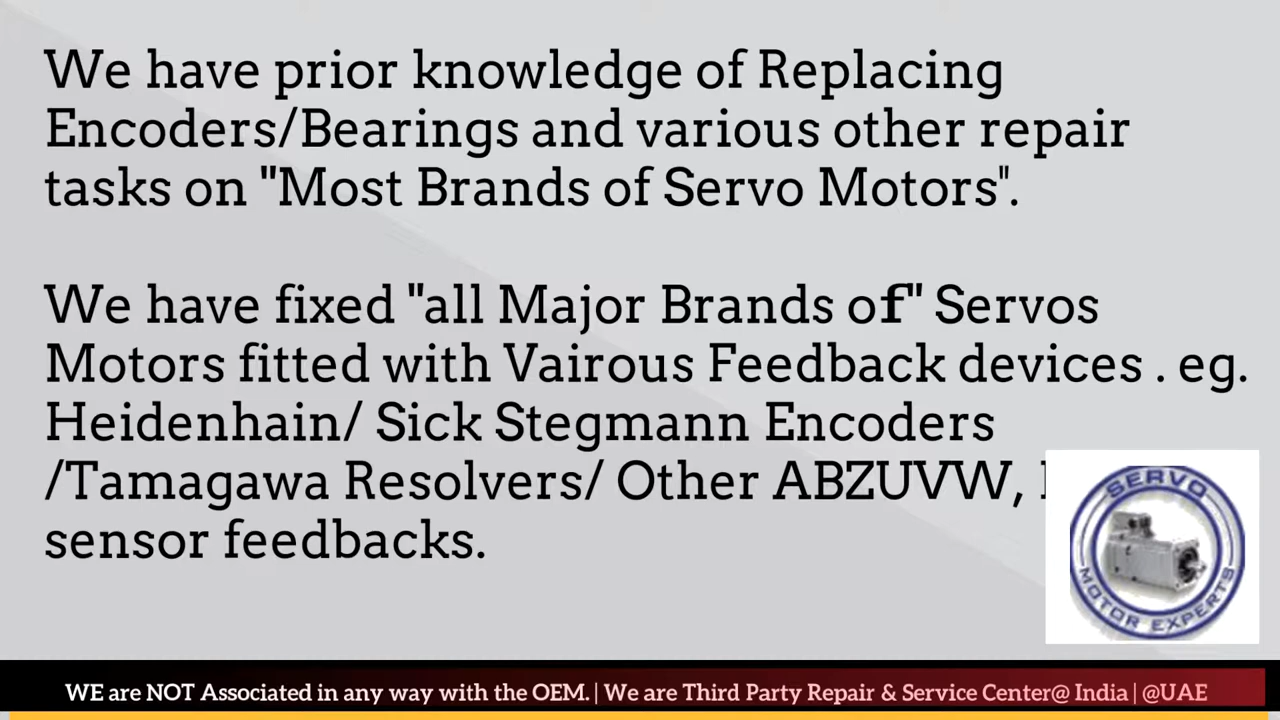 We have prior knowledge of Replacing
Encoders/Bearings and various other repair
tasks on "Most Brands of Servo Motors".
We have fixed "all Major Brands of" Servos
Motors fitted with Vairous Feedback devices . eg.
Heidenhain/ Sick Stegmann Encoders
/Tamagawa Resolvers/ Other ABZUVW,
sensor feedbacks.
SERVO
MOTOR EXPERTS
WE are NOT Associated in any way with the OEM. | We are Third Party Repair & Service Center@ India | @UAE